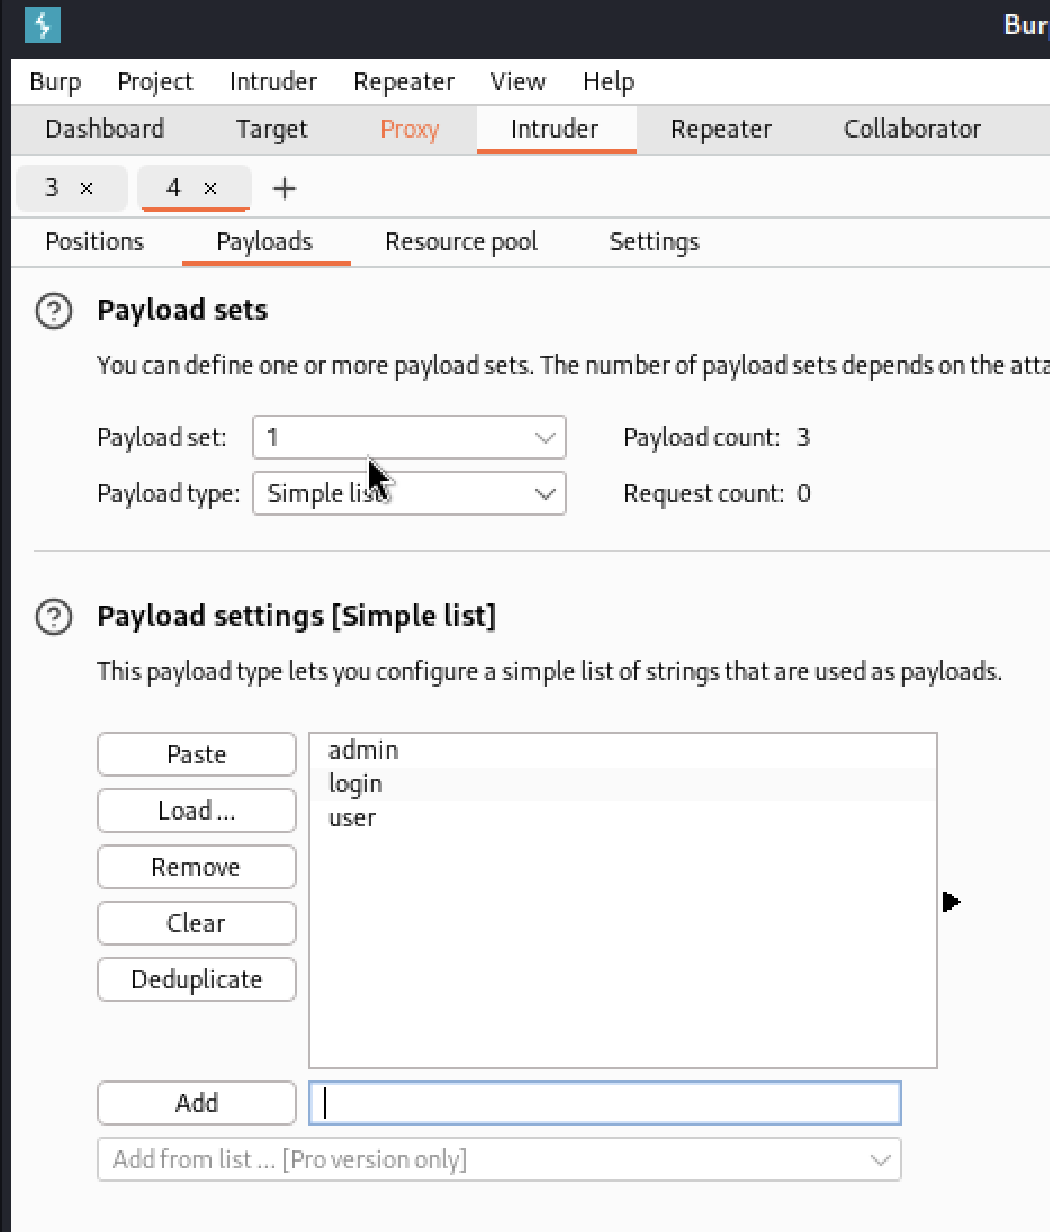 Bur
Burp Project Intruder Repeater View Help
Dashboard Target Proxy Intruder Repeater Collaborator
3 × 4 × +
Positions Payloads Resource pool Settings
? Payload sets
You can define one or more payload sets. The number of payload sets depends on the atta
Payload set: 1 Payload count: 3
Payload type: Simple list Request count: 0
? Payload settings [Simple list]
This payload type lets you configure a simple list of strings that are used as payloads.
Paste
Load ...
Remove
Clear
Deduplicate
admin
login
user
Add
Add from list ... [Pro version only]